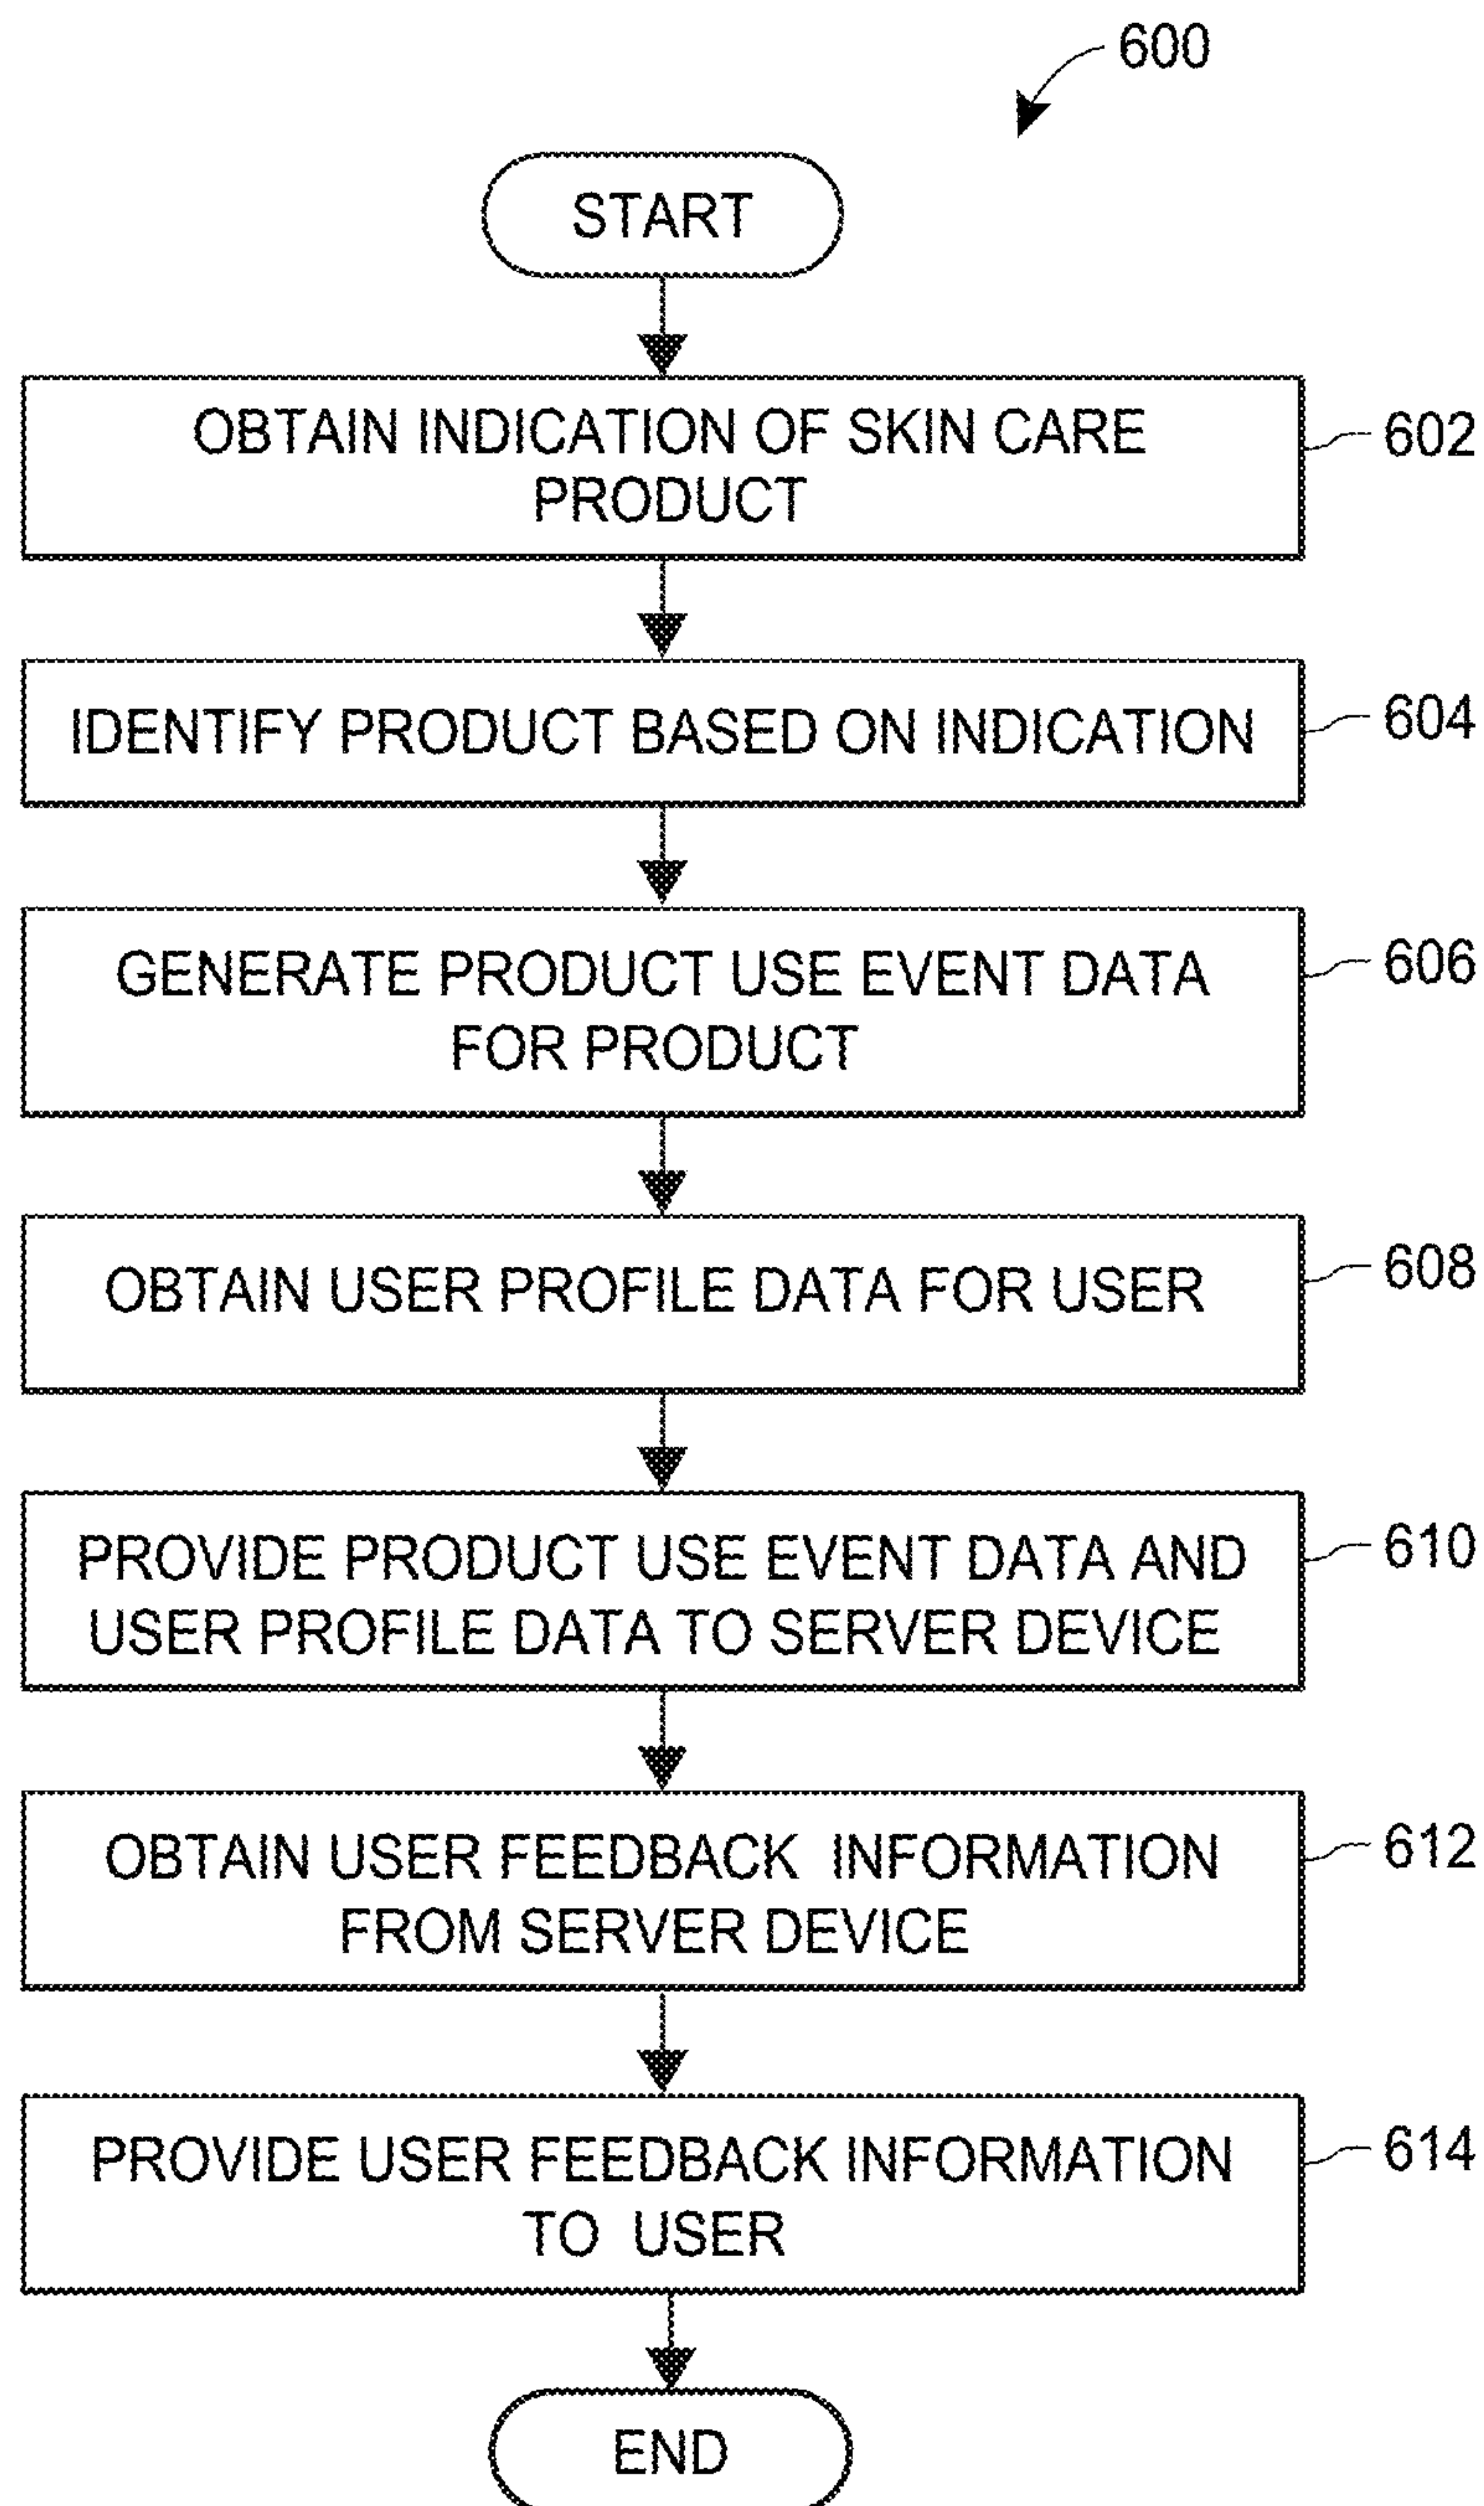 600
START
OBTAIN INDICATION OF SKIN CARE
PRODUCT
602
IDENTIFY PRODUCT BASED ON INDICATION
604
GENERATE PRODUCT USE EVENT DATA
FOR PRODUCT
606
OBTAIN USER PROFILE DATA FOR USER
608
PROVIDE PRODUCT USE EVENT DATA AND
USER PROFILE DATA TO SERVER DEVICE
610
OBTAIN USER FEEDBACK INFORMATION
FROM SERVER DEVICE
612
PROVIDE USER FEEDBACK INFORMATION
TO USER
614
END